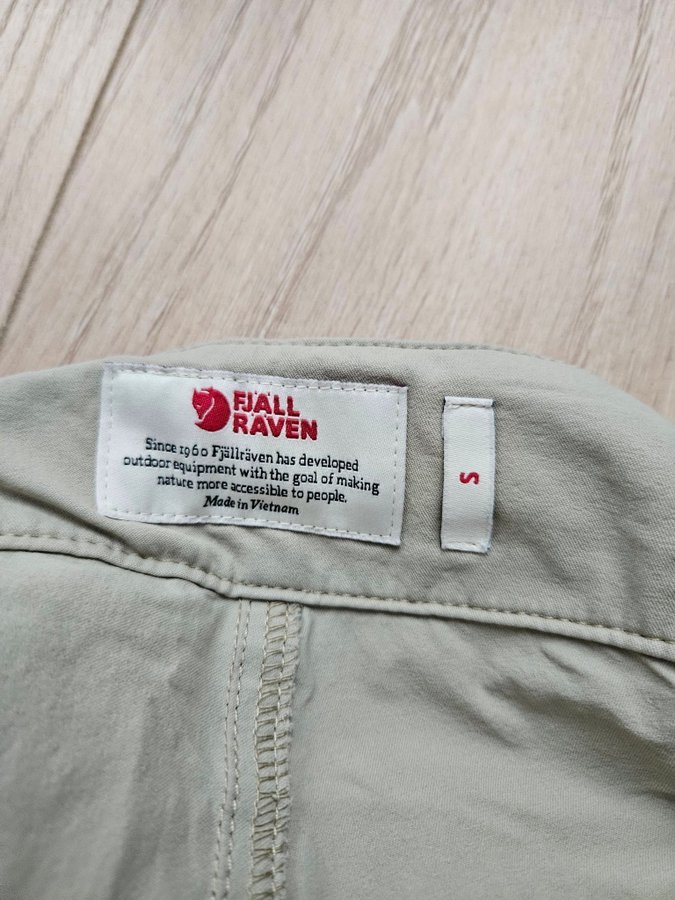 FJÄLL
RÄVEN
Since 1960 Fjällräven has developed
outdoor equipment with the goal of making
nature more accessible to people.
Made in Vietnam
S